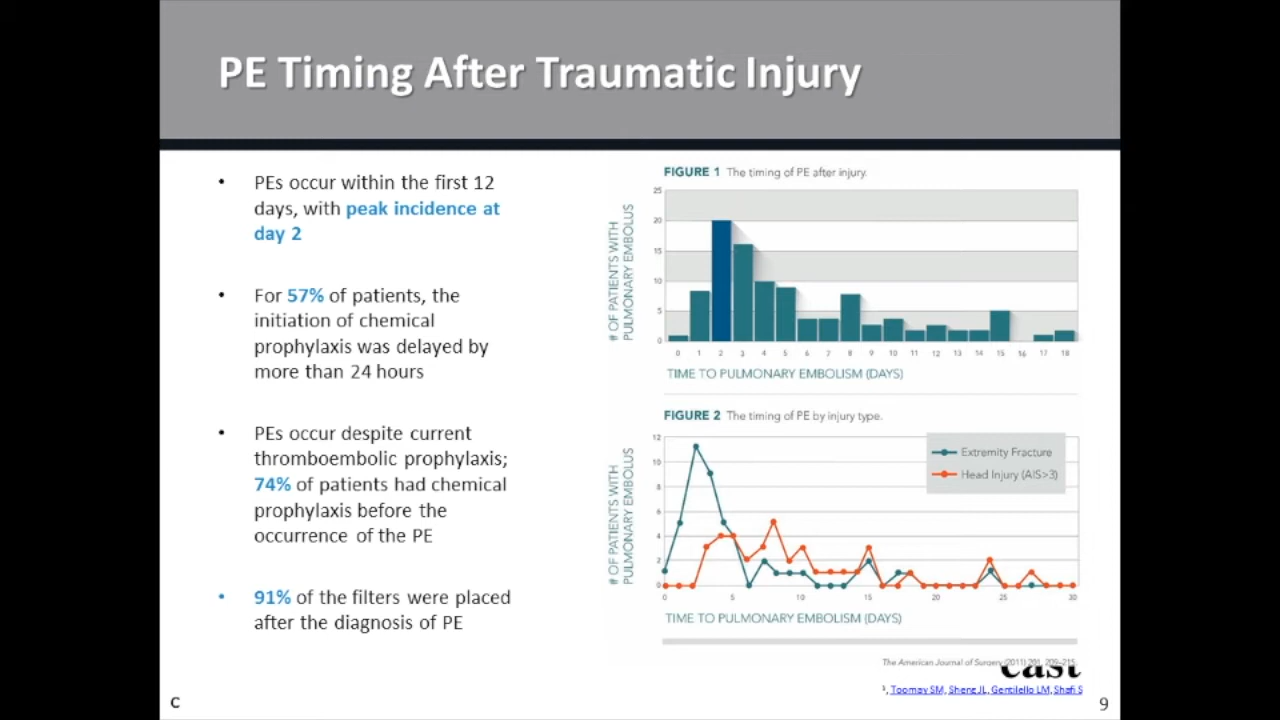 PE Timing After Traumatic Injury
• PEs occur within the first 12
days, with peak incidence at
day 2
• For 57% of patients, the
initiation of chemical
prophylaxis was delayed by
more than 24 hours
• PEs occur despite current
thromboembolic prophylaxis;
74% of patients had chemical
prophylaxis before the
occurrence of the PE
• 91% of the filters were placed
after the diagnosis of PE
FIGURE 1 The timing of PE after injury.
# OF PATIENTS WITH
PULMONARY EMBOLUS
25
20
15
10
5
0
0 1 2 3 4 5 6 7 8 9 10 11 12 13 14 15 16 17 18
TIME TO PULMONARY EMBOLISM (DAYS)
FIGURE 2 The timing of PE by injury type.
# OF PATIENTS WITH
PULMONARY EMBOLUS
12
10
8
6
4
2
0
Extremity Fracture
Head Injury (AIS>3)
0 5 10 15 20 25 30
TIME TO PULMONARY EMBOLISM (DAYS)
The American Journal of Surgery (2011) 201, 209–215.
cast
1, Toomay SM, Sheng JL, Gentilello LM, Shafi S
C
9